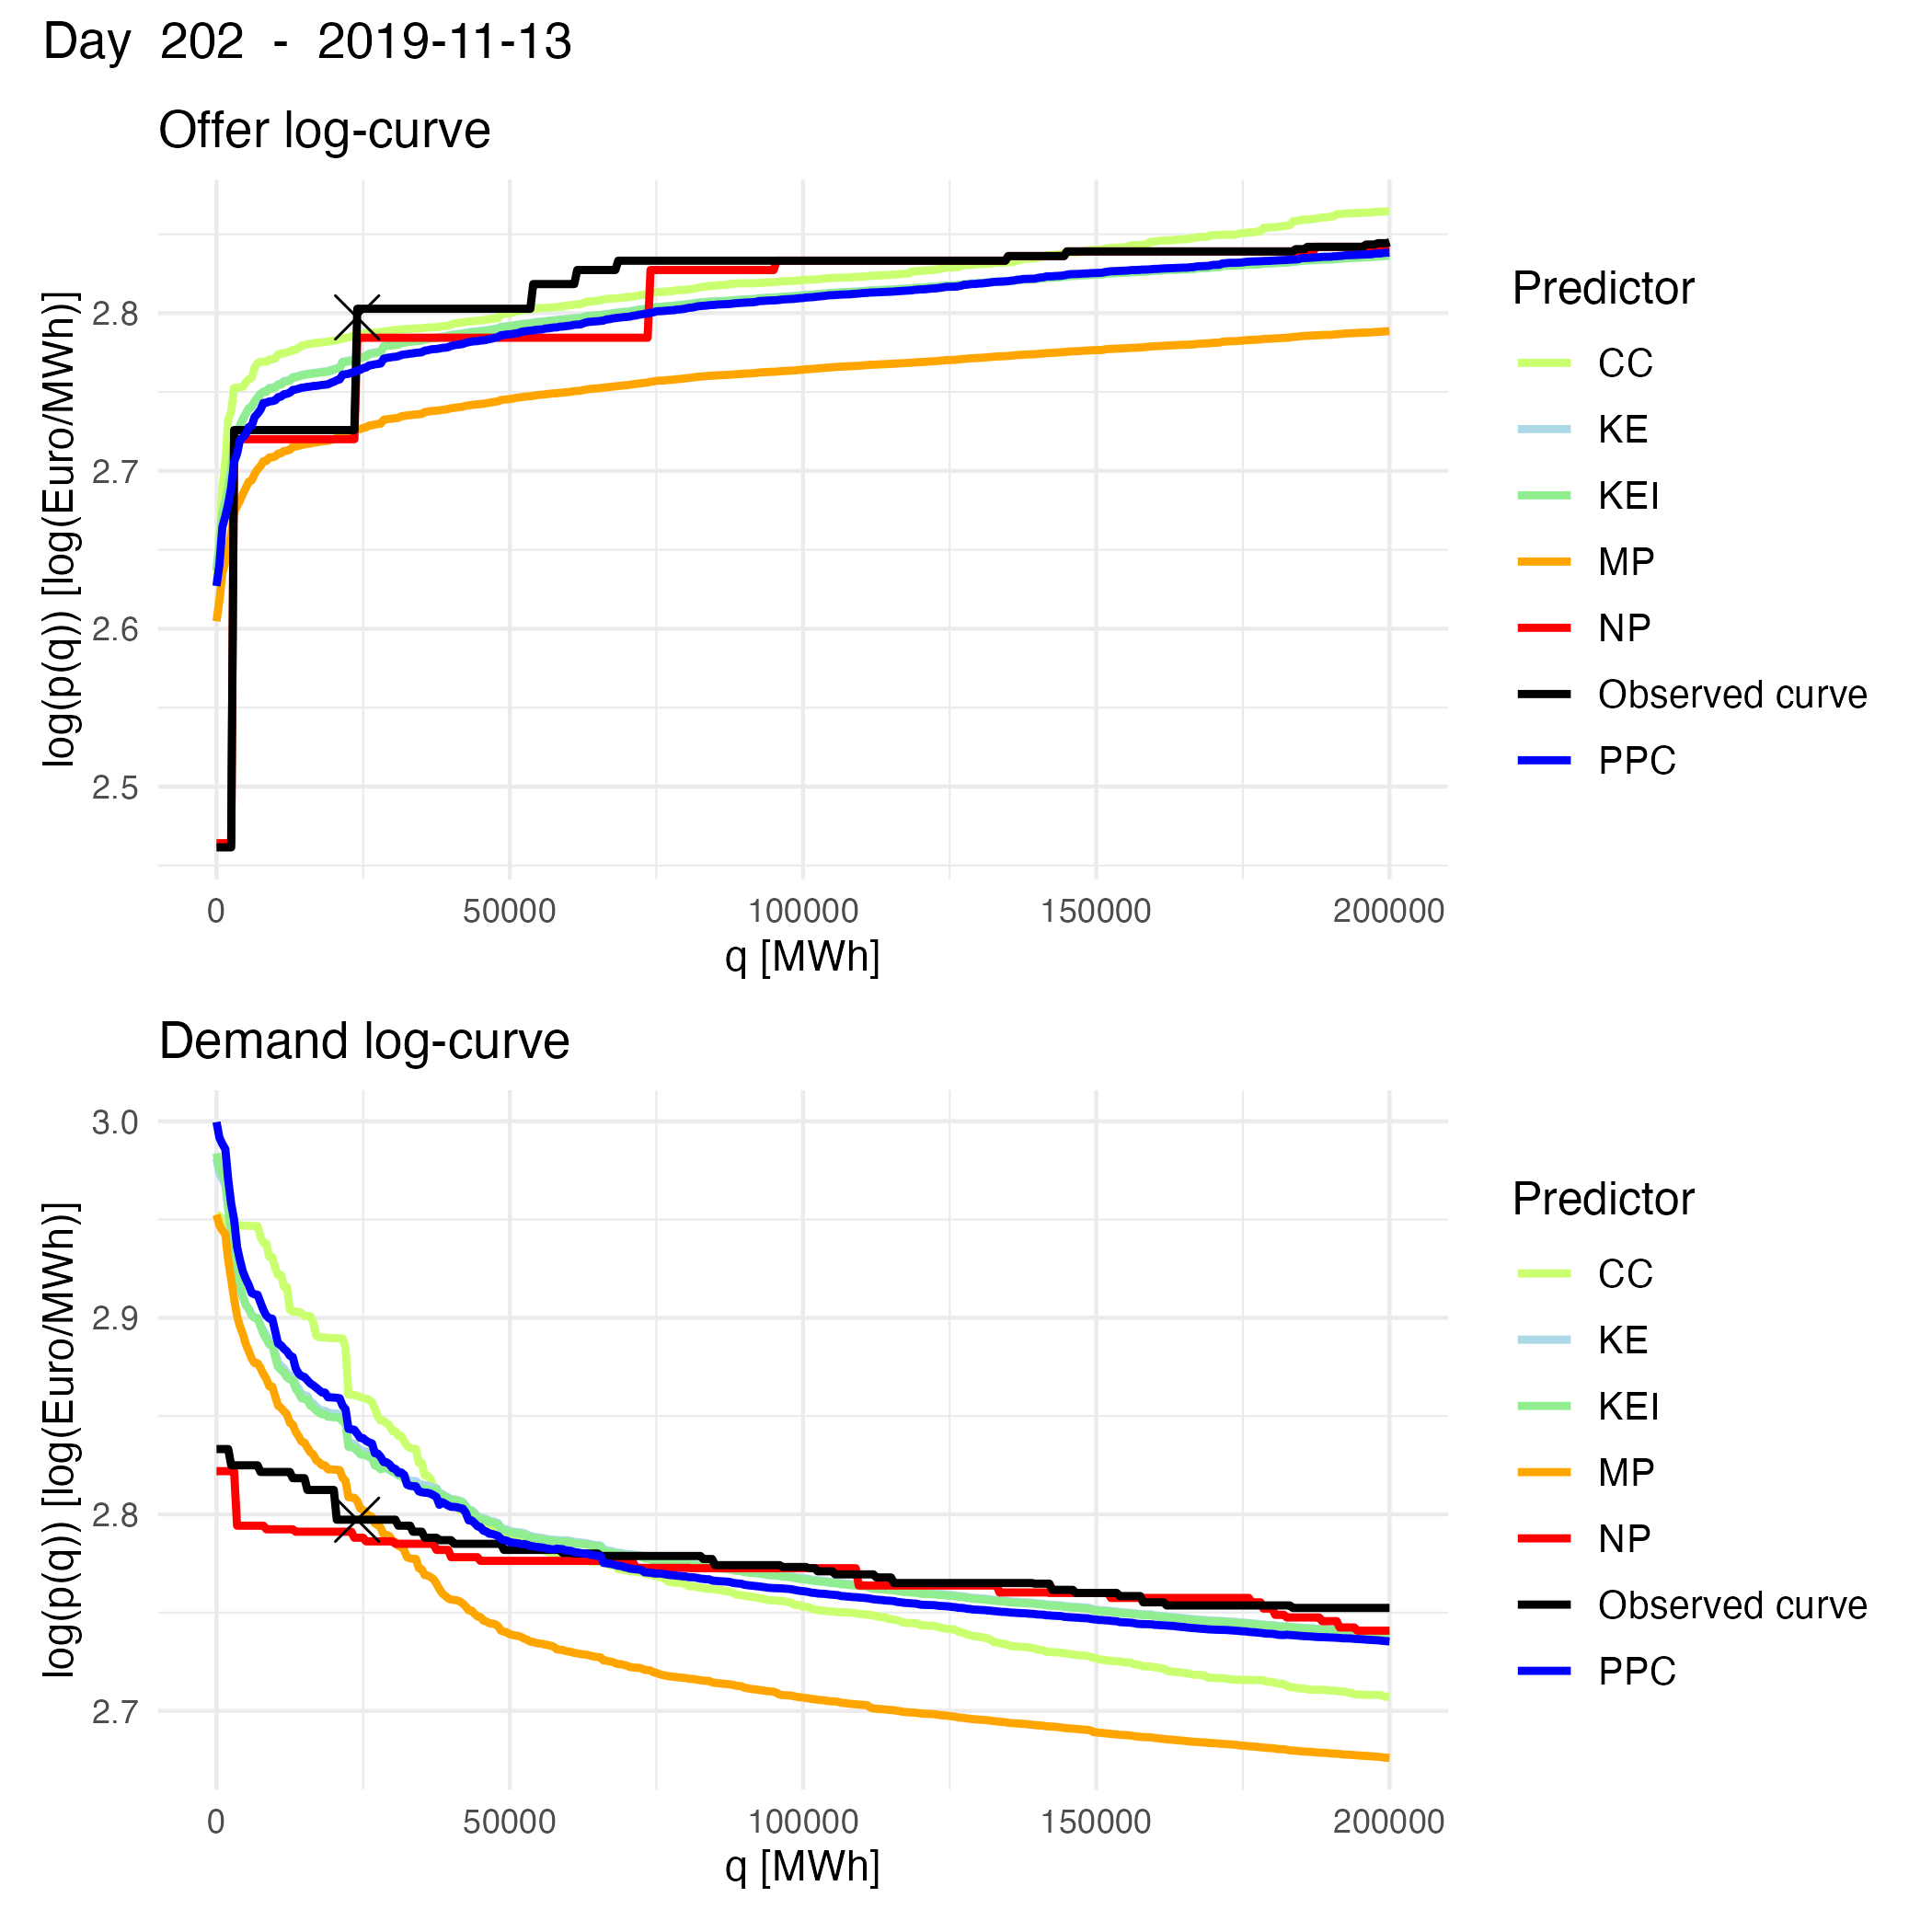 Day 202 - 2019-11-13
Offer log-curve
log(p(q)) [log(Euro/MWh)]
2.8
2.7
2.6
2.5
0 50000 100000 150000 200000
q [MWh]
Predictor
CC
KE
KEI
MP
NP
Observed curve
PPC
Demand log-curve
log(p(q)) [log(Euro/MWh)]
3.0
2.9
2.8
2.7
0 50000 100000 150000 200000
q [MWh]
Predictor
CC
KE
KEI
MP
NP
Observed curve
PPC